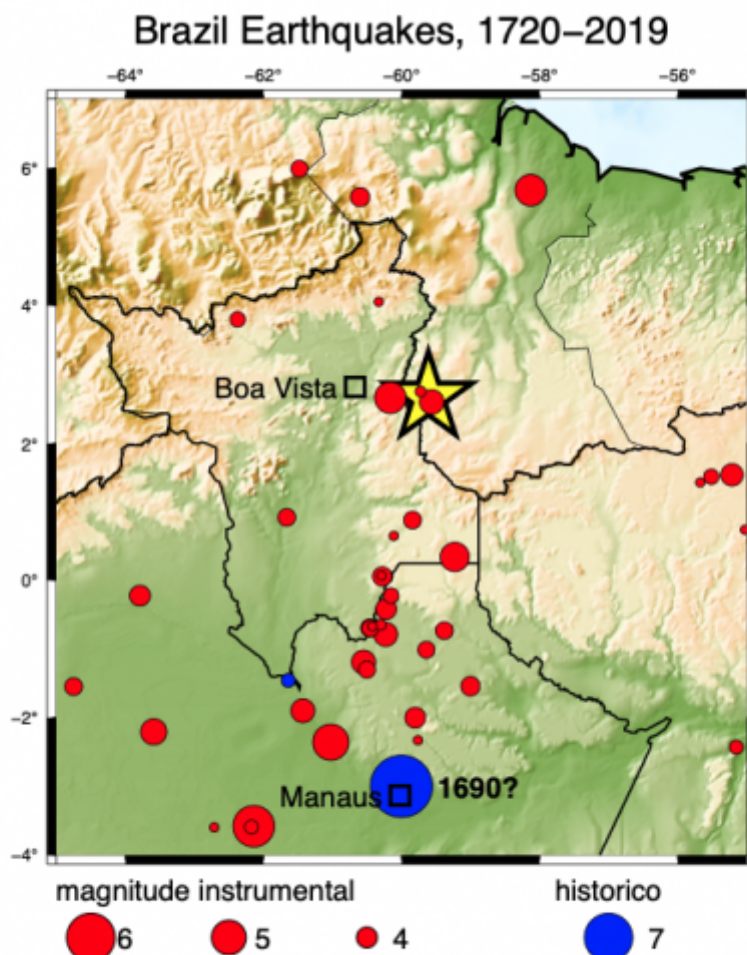 Brazil Earthquakes, 1720–2019
−64° −62° −60° −58° −56°
6°
4°
Boa Vista
2°
0°
−2°
Manaus 1690?
−4°
magnitude instrumental historico
6 5 4 7